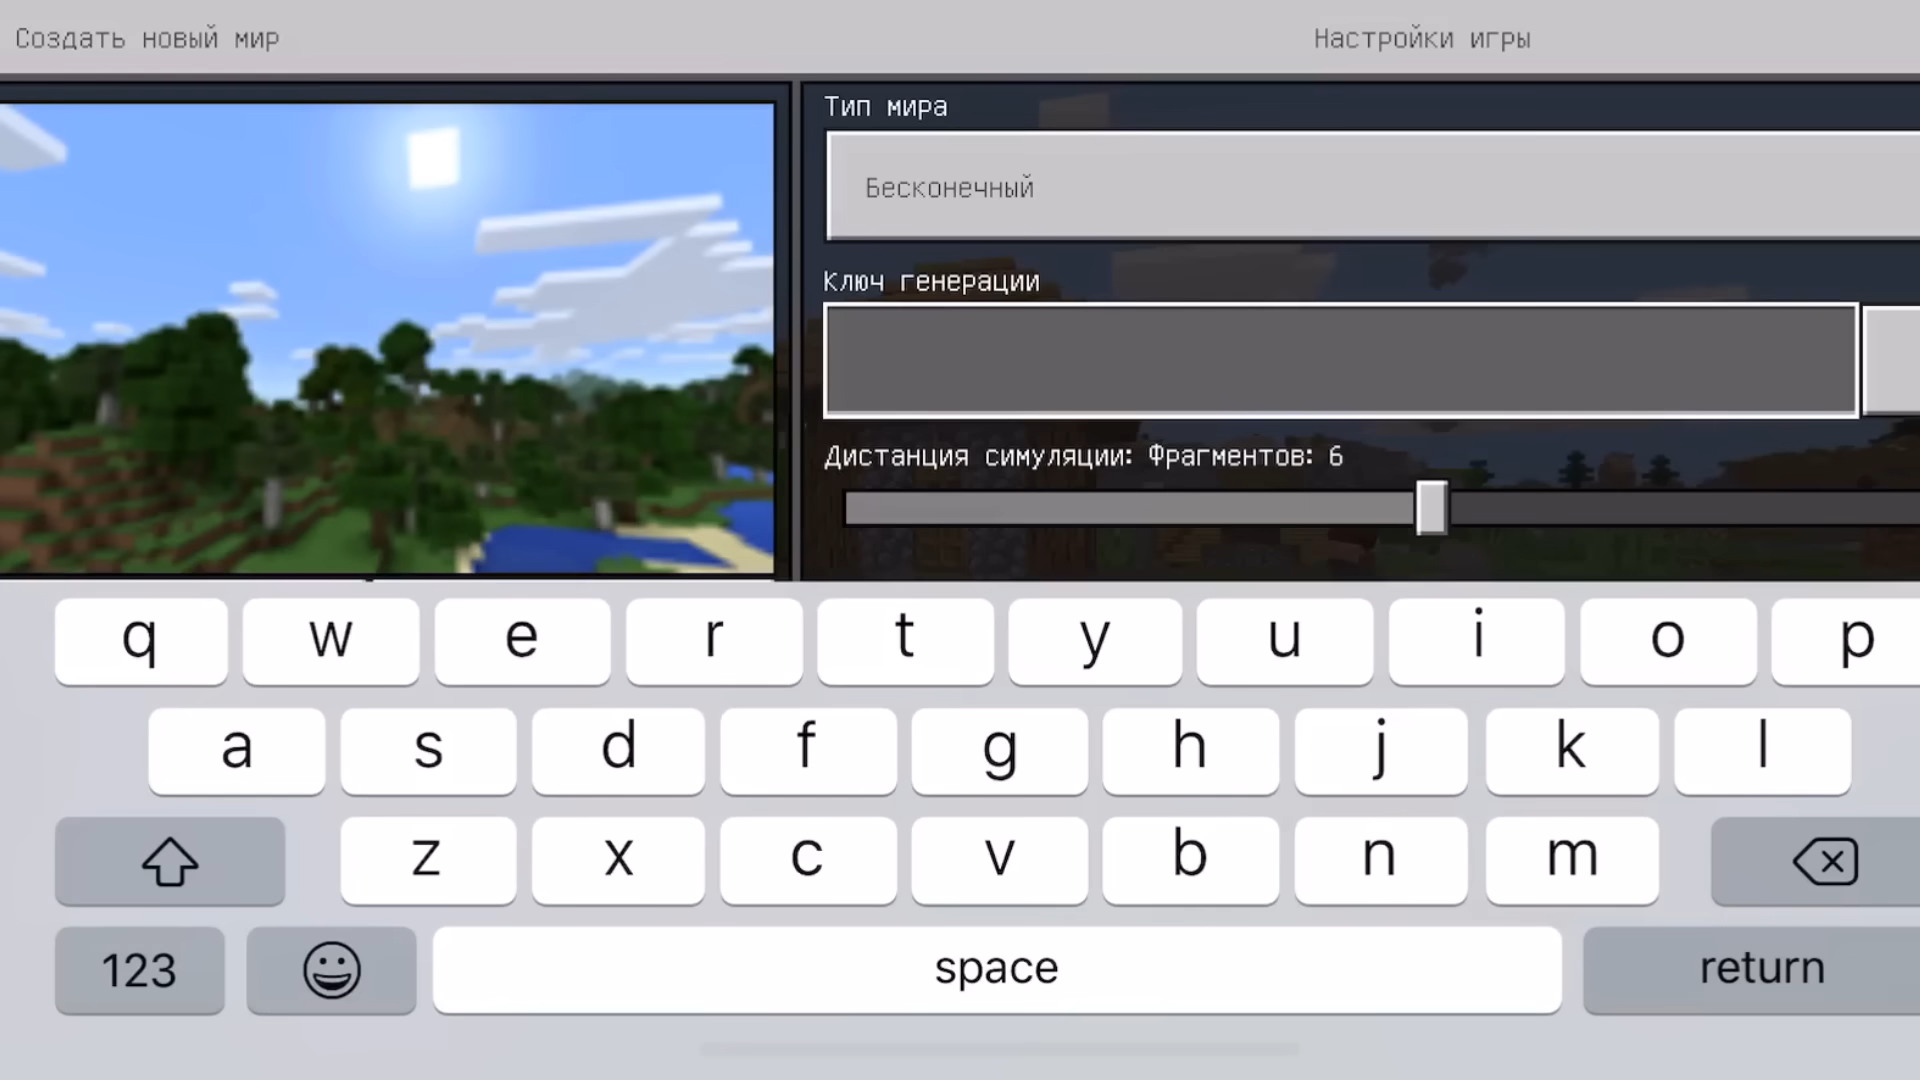 Создать новый мир
Настройки игры
Тип мира
Бесконечный
Ключ генерации
Дистанция симуляции: Фрагментов: 6
q w e r t y u i o p
a s d f g h j k l
z x c v b n m
123 space return